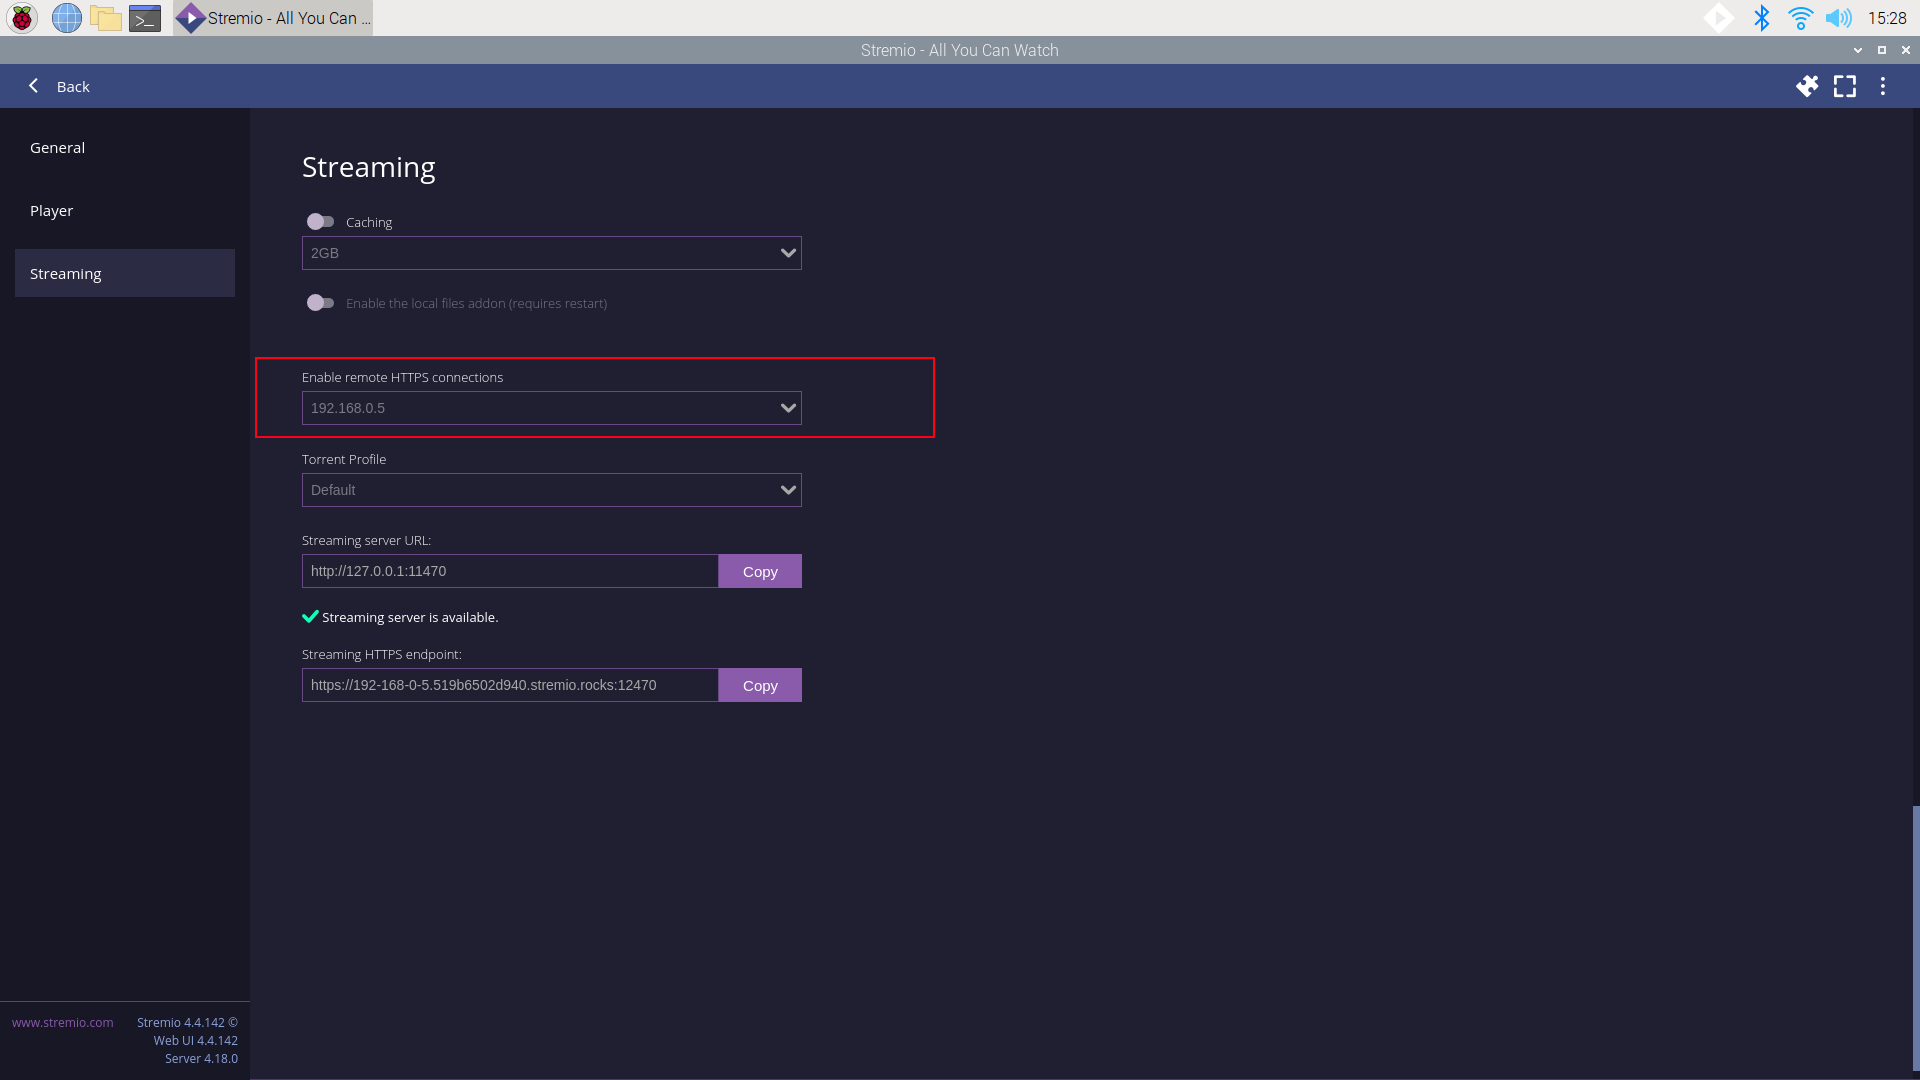 Stremio - All You Can ...
15:28
Stremio - All You Can Watch
Back
General
Player
Streaming
Streaming
Caching
2GB
Enable the local files addon (requires restart)
Enable remote HTTPS connections
192.168.0.5
Torrent Profile
Default
Streaming server URL:
http://127.0.0.1:11470
Copy
Streaming server is available.
Streaming HTTPS endpoint:
https://192-168-0-5.519b6502d940.stremio.rocks:12470
Copy
www.stremio.com
Stremio 4.4.142 ©
Web UI 4.4.142
Server 4.18.0